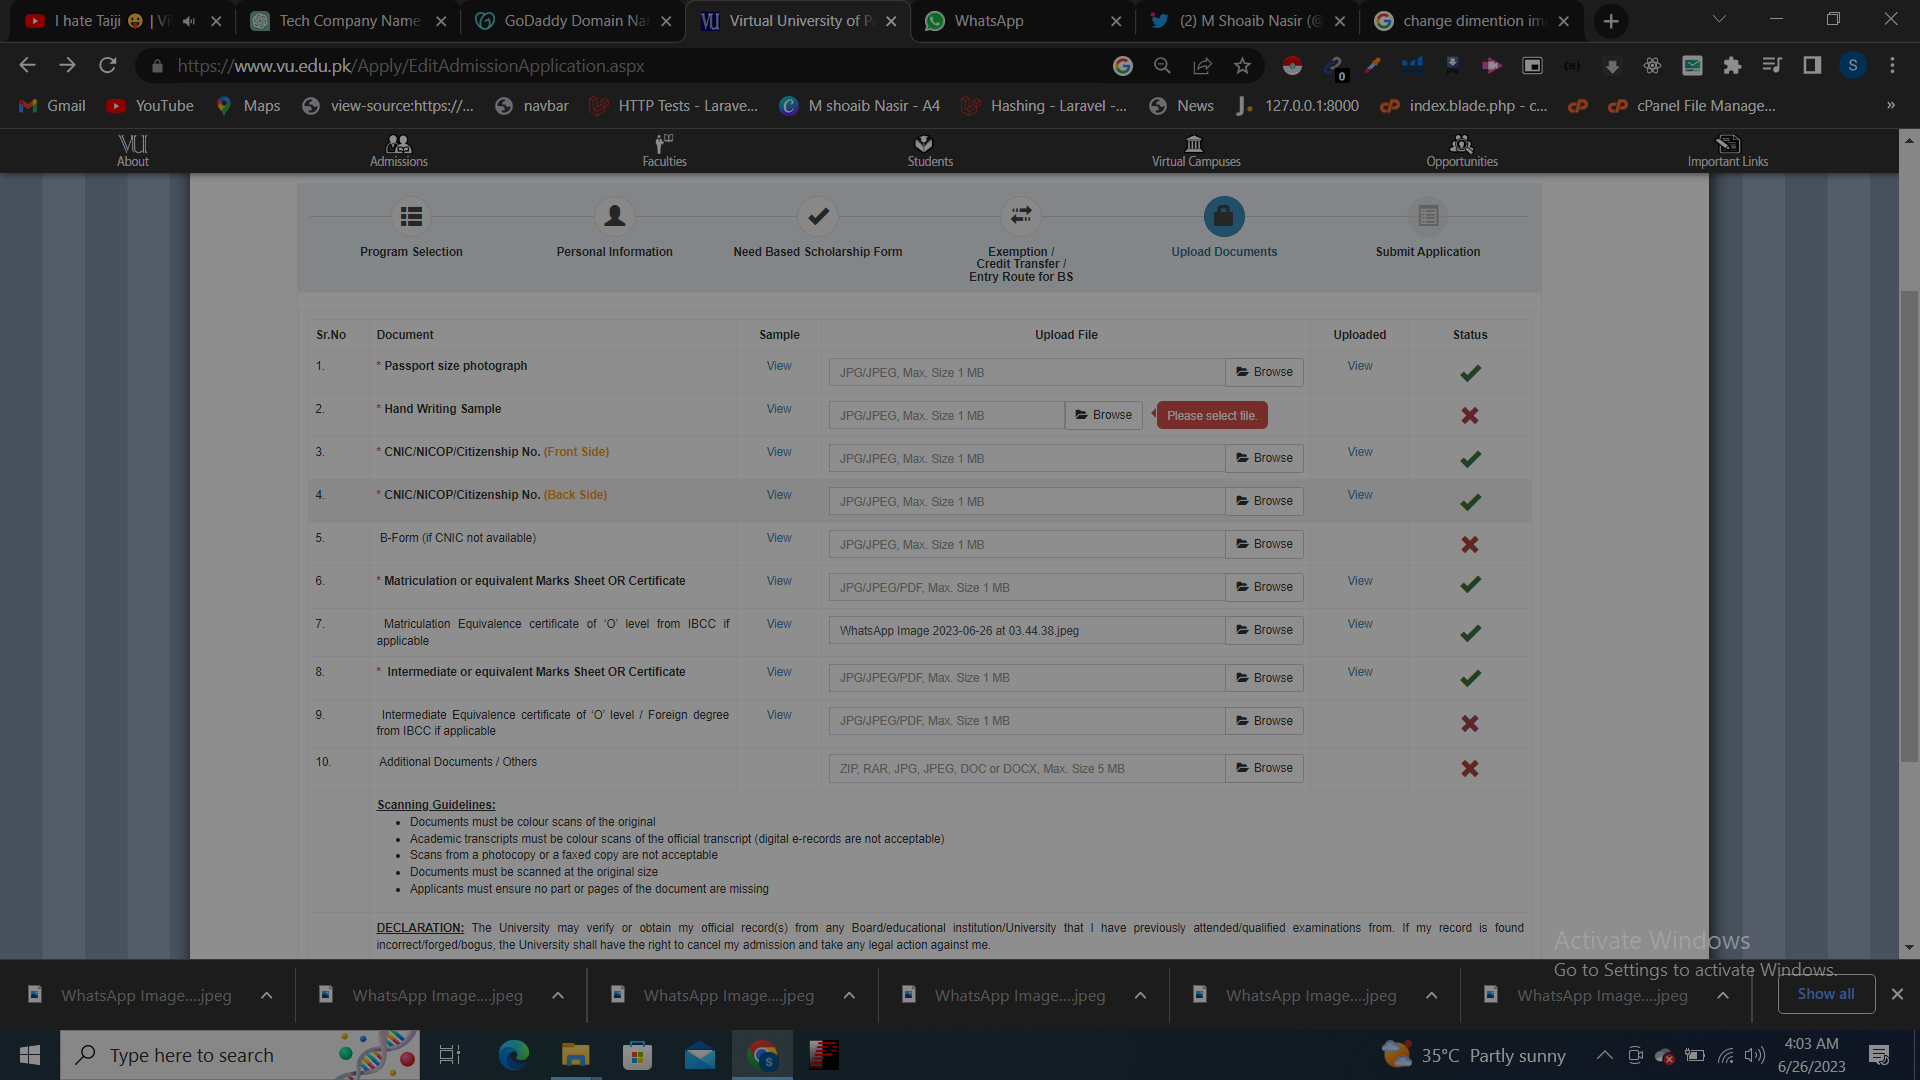 I hate Taiji 😀 | Vi
Tech Company Name
GoDaddy Domain Na
Virtual University of P
WhatsApp
(2) M Shoaib Nasir (@
change dimention im
https://www.vu.edu.pk/Apply/EditAdmissionApplication.aspx
0
S
Gmail
YouTube
Maps
view-source:https://...
navbar
HTTP Tests - Larave...
M shoaib Nasir - A4
Hashing - Laravel -...
News
127.0.0.1:8000
index.blade.php - c...
cPanel File Manage...
»
VU
About
Admissions
Faculties
Students
Virtual Campuses
Opportunities
Important Links
Program Selection
Personal Information
Need Based Scholarship Form
Exemption /
Credit Transfer /
Entry Route for BS
Upload Documents
Submit Application
Sr.No Document Sample Upload File Uploaded Status
1. * Passport size photograph View JPG/JPEG, Max. Size 1 MB Browse View
2. * Hand Writing Sample View JPG/JPEG, Max. Size 1 MB Browse Please select file.
3. * CNIC/NICOP/Citizenship No. (Front Side) View JPG/JPEG, Max. Size 1 MB Browse View
4. * CNIC/NICOP/Citizenship No. (Back Side) View JPG/JPEG, Max. Size 1 MB Browse View
5. B-Form (if CNIC not available) View JPG/JPEG, Max. Size 1 MB Browse
6. * Matriculation or equivalent Marks Sheet OR Certificate View JPG/JPEG/PDF, Max. Size 1 MB Browse View
7. Matriculation Equivalence certificate of ‘O’ level from IBCC if View WhatsApp Image 2023-06-26 at 03.44.38.jpeg Browse View
applicable
8. * Intermediate or equivalent Marks Sheet OR Certificate View JPG/JPEG/PDF, Max. Size 1 MB Browse View
9. Intermediate Equivalence certificate of ‘O’ level / Foreign degree View JPG/JPEG/PDF, Max. Size 1 MB Browse
from IBCC if applicable
10. Additional Documents / Others ZIP, RAR, JPG, JPEG, DOC or DOCX, Max. Size 5 MB Browse
Scanning Guidelines:
• Documents must be colour scans of the original
• Academic transcripts must be colour scans of the official transcript (digital e-records are not acceptable)
• Scans from a photocopy or a faxed copy are not acceptable
• Documents must be scanned at the original size
• Applicants must ensure no part or pages of the document are missing
DECLARATION: The University may verify or obtain my official record(s) from any Board/educational institution/University that I have previously attended/qualified examinations from. If my record is found
incorrect/forged/bogus, the University shall have the right to cancel my admission and take any legal action against me.
Activate Windows
Go to Settings to activate Windows.
WhatsApp Image....jpeg
WhatsApp Image....jpeg
WhatsApp Image....jpeg
WhatsApp Image....jpeg
WhatsApp Image....jpeg
WhatsApp Image....jpeg
Show all
Type here to search
35°C Partly sunny
4:03 AM
6/26/2023